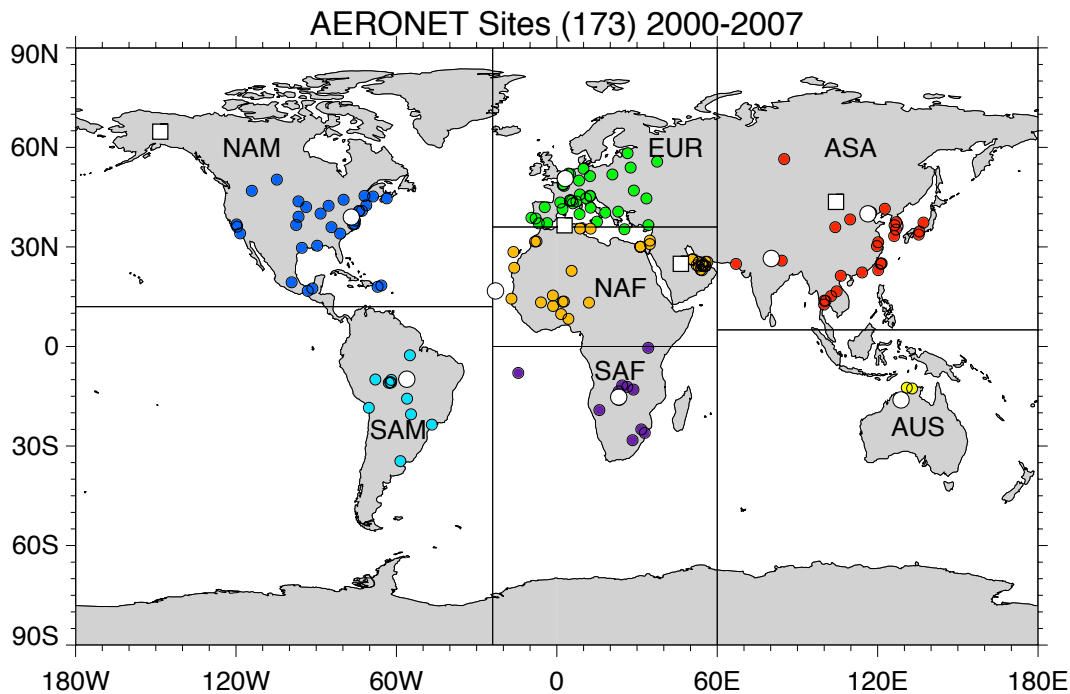 AERONET Sites (173) 2000-2007
90N
60N
NAM
EUR
ASA
30N
NAF
0
SAF
SAM
AUS
30S
60S
90S
180W
120W
60W
0
60E
120E
180E